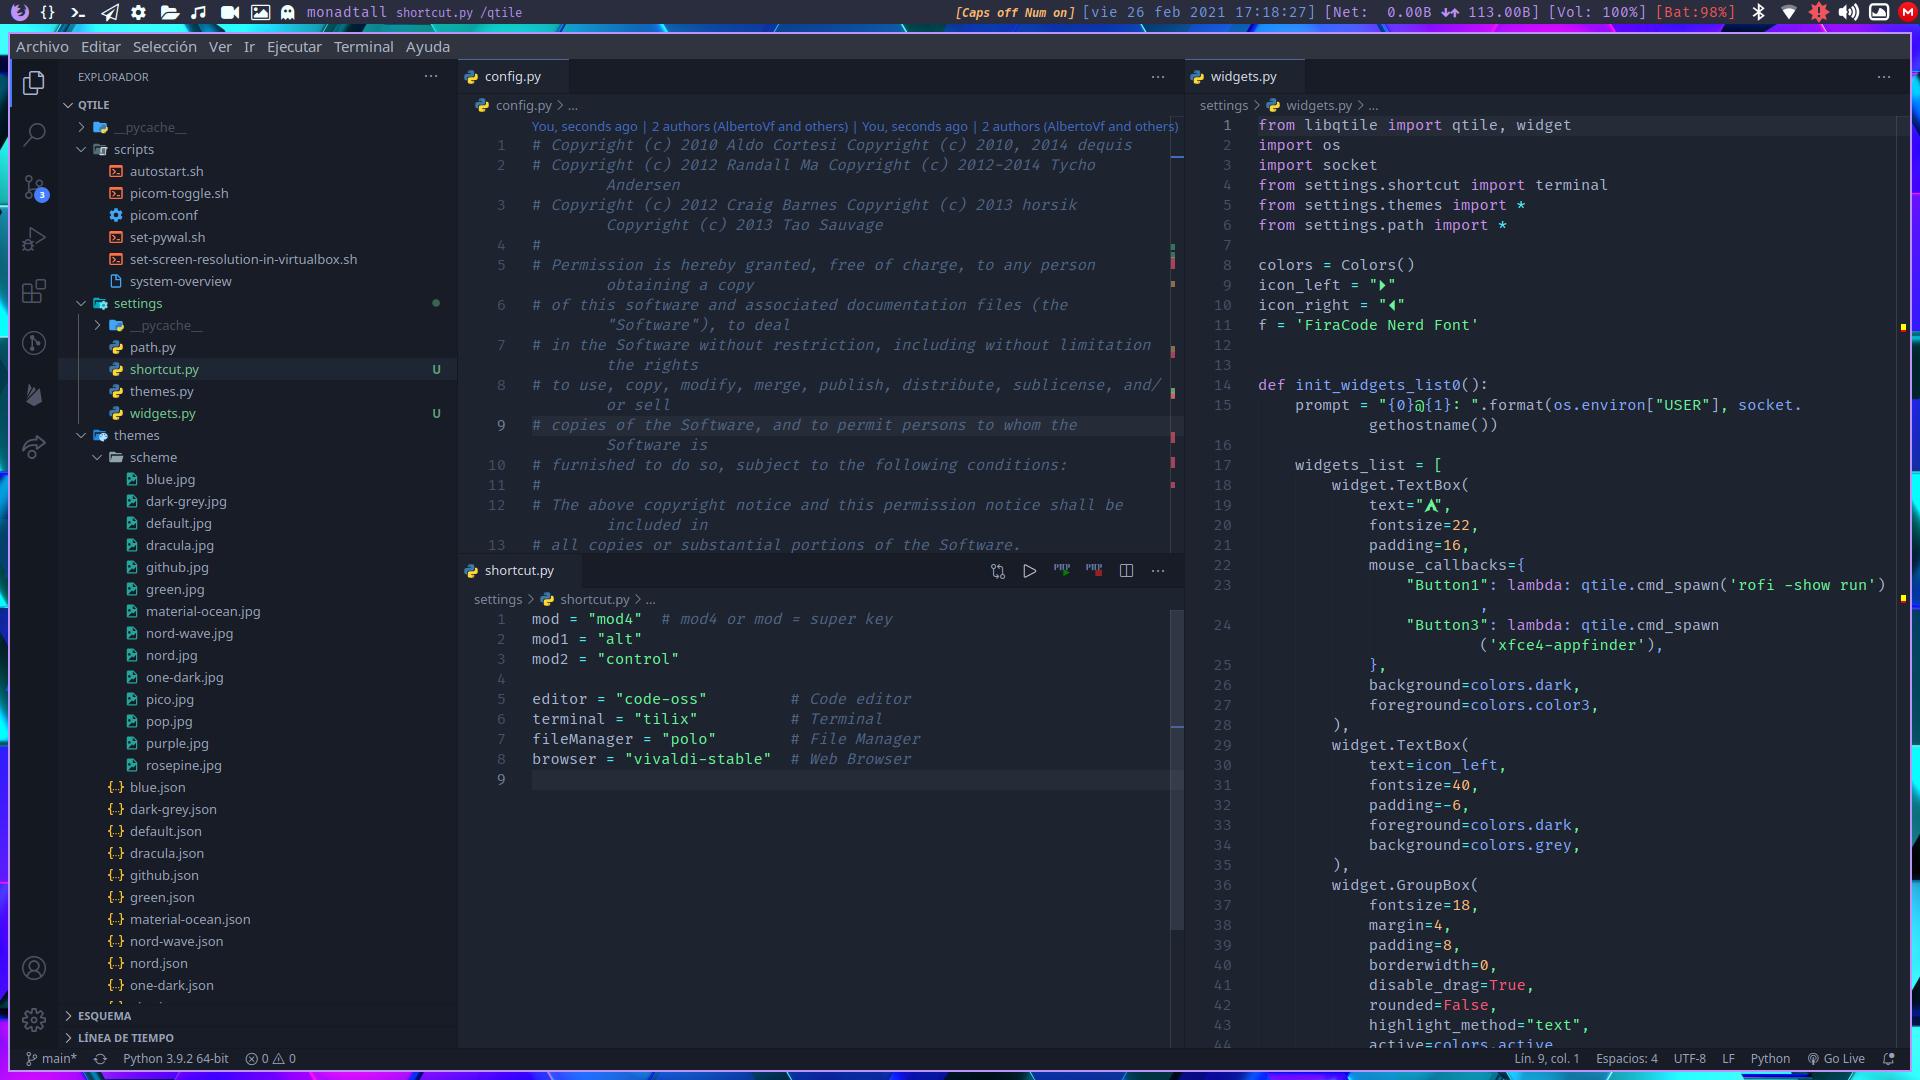 monadtall shortcut.py /qtile
[Caps off Num on] [vie 26 feb 2021 17:18:27] [Net: 0.00B ↓↑ 113.00B] [Vol: 100%] [Bat:98%]
Archivo Editar Selección Ver Ir Ejecutar Terminal Ayuda
EXPLORADOR
QTILE
__pycache__
scripts
autostart.sh
picom-toggle.sh
picom.conf
set-pywal.sh
set-screen-resolution-in-virtualbox.sh
system-overview
settings
__pycache__
path.py
shortcut.py U
themes.py
widgets.py U
themes
scheme
blue.jpg
dark-grey.jpg
default.jpg
dracula.jpg
github.jpg
green.jpg
material-ocean.jpg
nord-wave.jpg
nord.jpg
one-dark.jpg
pico.jpg
pop.jpg
purple.jpg
rosepine.jpg
blue.json
dark-grey.json
default.json
dracula.json
github.json
green.json
material-ocean.json
nord-wave.json
nord.json
one-dark.json
ESQUEMA
LÍNEA DE TIEMPO
3
config.py
config.py > ...
You, seconds ago | 2 authors (AlbertoVf and others) | You, seconds ago | 2 authors (AlbertoVf and others)
1 # Copyright (c) 2010 Aldo Cortesi Copyright (c) 2010, 2014 dequis
2 # Copyright (c) 2012 Randall Ma Copyright (c) 2012-2014 Tycho
Andersen
3 # Copyright (c) 2012 Craig Barnes Copyright (c) 2013 horsik
Copyright (c) 2013 Tao Sauvage
4 #
5 # Permission is hereby granted, free of charge, to any person
obtaining a copy
6 # of this software and associated documentation files (the
"Software"), to deal
7 # in the Software without restriction, including without limitation
the rights
8 # to use, copy, modify, merge, publish, distribute, sublicense, and/
or sell
9 # copies of the Software, and to permit persons to whom the
Software is
10 # furnished to do so, subject to the following conditions:
11 #
12 # The above copyright notice and this permission notice shall be
included in
13 # all copies or substantial portions of the Software.
shortcut.py
settings > shortcut.py > ...
1 mod = "mod4" # mod4 or mod = super key
2 mod1 = "alt"
3 mod2 = "control"
4
5 editor = "code-oss" # Code editor
6 terminal = "tilix" # Terminal
7 fileManager = "polo" # File Manager
8 browser = "vivaldi-stable" # Web Browser
9
widgets.py
settings > widgets.py > ...
1 from libqtile import qtile, widget
2 import os
3 import socket
4 from settings.shortcut import terminal
5 from settings.themes import *
6 from settings.path import *
7
8 colors = Colors()
9 icon_left = ""
10 icon_right = ""
11 f = 'FiraCode Nerd Font'
12
13
14 def init_widgets_list0():
15 prompt = "{0}@{1}: ".format(os.environ["USER"], socket.
gethostname())
16
17 widgets_list = [
18 widget.TextBox(
19 text="",
20 fontsize=22,
21 padding=16,
22 mouse_callbacks={
23 "Button1": lambda: qtile.cmd_spawn('rofi -show run')
,
24 "Button3": lambda: qtile.cmd_spawn
('xfce4-appfinder'),
25 },
26 background=colors.dark,
27 foreground=colors.color3,
28 ),
29 widget.TextBox(
30 text=icon_left,
31 fontsize=40,
32 padding=-6,
33 foreground=colors.dark,
34 background=colors.grey,
35 ),
36 widget.GroupBox(
37 fontsize=18,
38 margin=4,
39 padding=8,
40 borderwidth=0,
41 disable_drag=True,
42 rounded=False,
43 highlight_method="text",
44 active=colors.active
main* Python 3.9.2 64-bit 0 0
Lín. 9, col. 1 Espacios: 4 UTF-8 LF Python Go Live